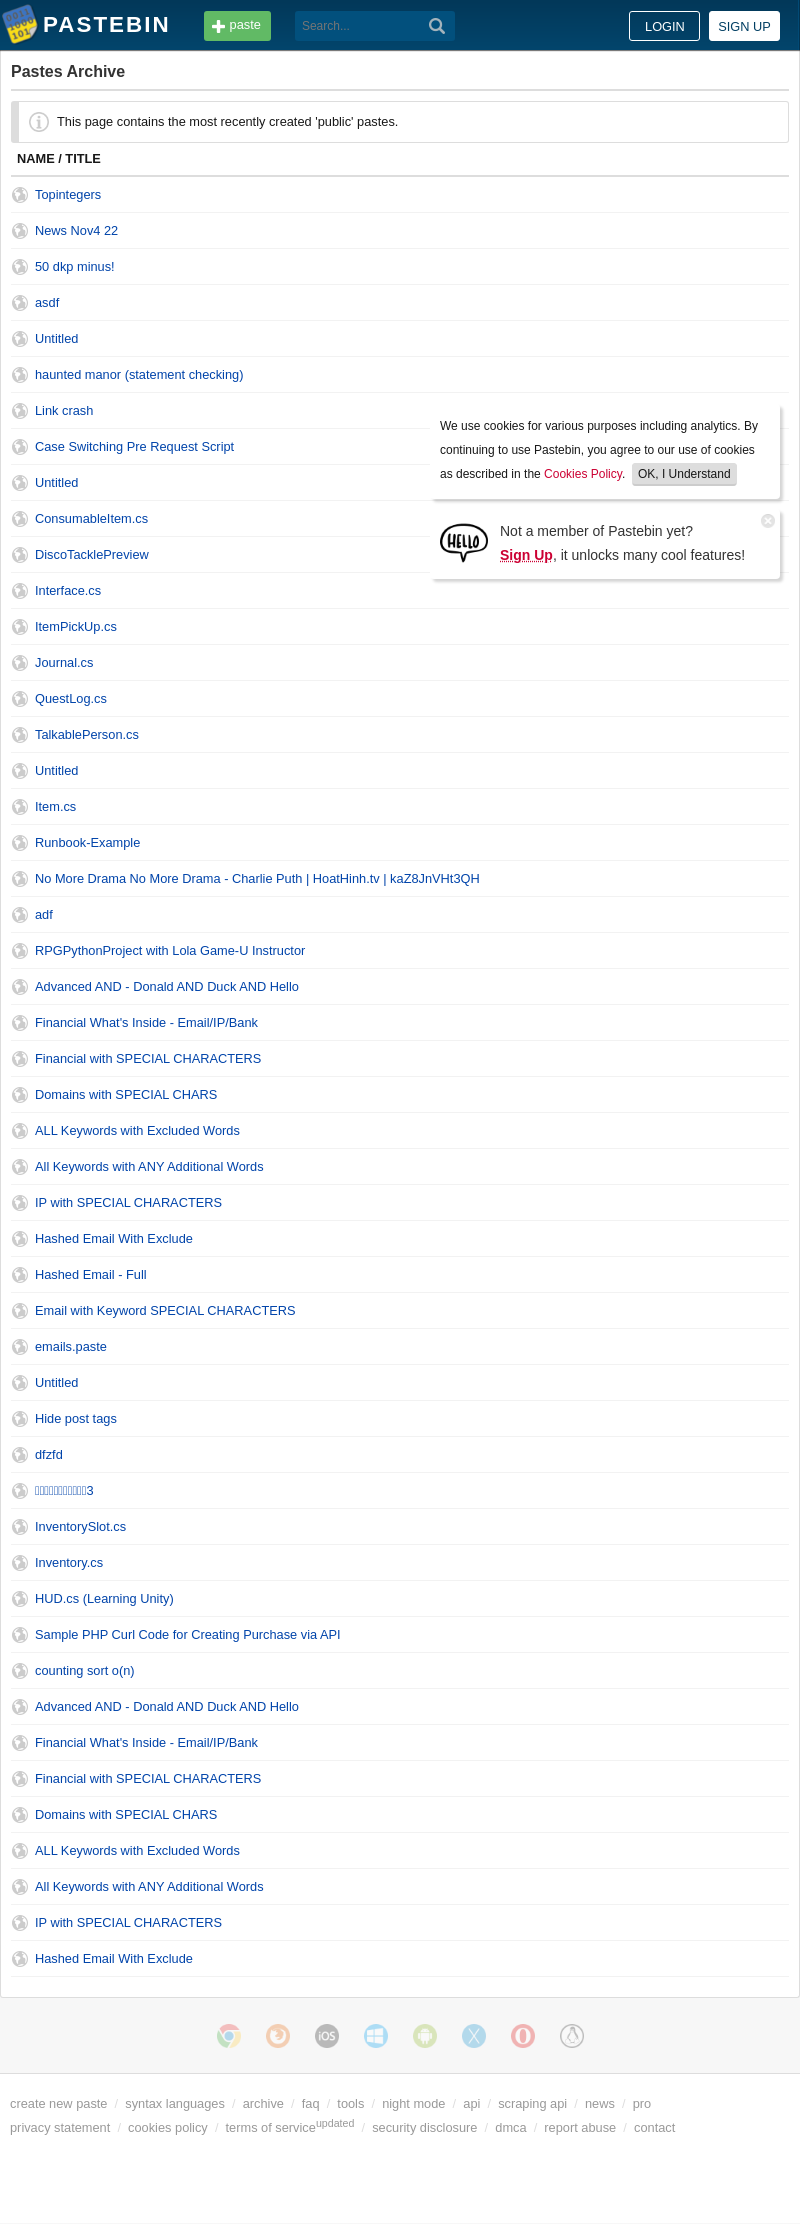 PASTEBIN
paste
Search...
LOGIN
SIGN UP
Pastes Archive
This page contains the most recently created 'public' pastes.
NAME / TITLE
Topintegers
News Nov4 22
50 dkp minus!
asdf
Untitled
haunted manor (statement checking)
Link crash
Case Switching Pre Request Script
Untitled
ConsumableItem.cs
DiscoTacklePreview
We use cookies for various purposes including analytics. By
continuing to use Pastebin, you agree to our use of cookies
as described in the Cookies Policy. OK, I Understand
HELLO
Not a member of Pastebin yet?
Sign Up, it unlocks many cool features!
Interface.cs
ItemPickUp.cs
Journal.cs
QuestLog.cs
TalkablePerson.cs
Untitled
Item.cs
Runbook-Example
No More Drama No More Drama - Charlie Puth | HoatHinh.tv | kaZ8JnVHt3QH
adf
RPGPythonProject with Lola Game-U Instructor
Advanced AND - Donald AND Duck AND Hello
Financial What's Inside - Email/IP/Bank
Financial with SPECIAL CHARACTERS
Domains with SPECIAL CHARS
ALL Keywords with Excluded Words
All Keywords with ANY Additional Words
IP with SPECIAL CHARACTERS
Hashed Email With Exclude
Hashed Email - Full
Email with Keyword SPECIAL CHARACTERS
emails.paste
Untitled
Hide post tags
dfzfd
3
InventorySlot.cs
Inventory.cs
HUD.cs (Learning Unity)
Sample PHP Curl Code for Creating Purchase via API
counting sort o(n)
Advanced AND - Donald AND Duck AND Hello
Financial What's Inside - Email/IP/Bank
Financial with SPECIAL CHARACTERS
Domains with SPECIAL CHARS
ALL Keywords with Excluded Words
All Keywords with ANY Additional Words
IP with SPECIAL CHARACTERS
Hashed Email With Exclude
iOS
create new paste / syntax languages / archive / faq / tools / night mode / api / scraping api / news / pro
privacy statement / cookies policy / terms of service updated / security disclosure / dmca / report abuse / contact